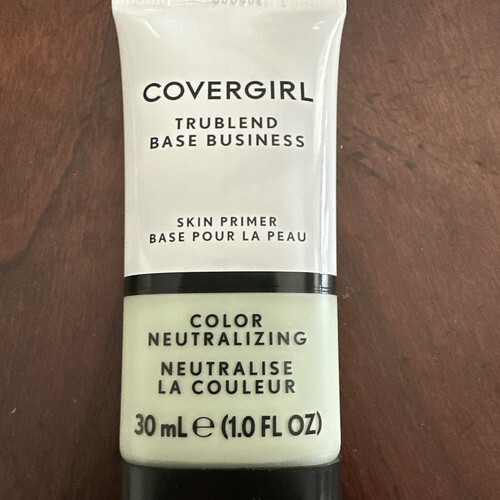 COVERGIRL
TRUBLEND
BASE BUSINESS
SKIN PRIMER
BASE POUR LA PEAU
COLOR
NEUTRALIZING
NEUTRALISE
LA COULEUR
30 mL ℮ (1.0 FL OZ)